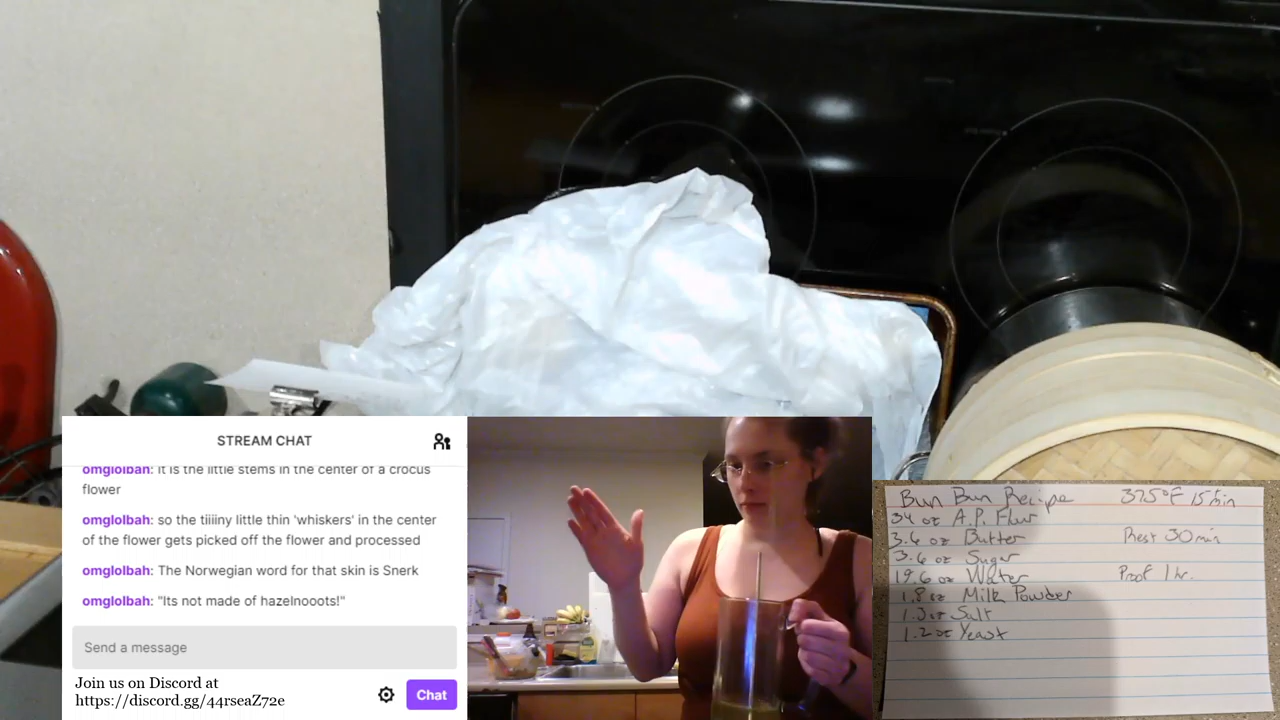 STREAM CHAT
omglolbah: It is the little stems in the center of a crocus
flower
omglolbah: so the tiiiiny little thin 'whiskers' in the center
of the flower gets picked off the flower and processed
omglolbah: The Norwegian word for that skin is Snerk
omglolbah: "Its not made of hazelnooots!"
Send a message
Join us on Discord at
https://discord.gg/44rseaZ72e
Chat
Bun Bun Recipe 375°F 15 min
34 oz A.P. Flour
3.6 oz Butter Rest 30 min
3.6 oz Sugar
19.6 oz Water Proof 1 hr.
1.8 oz Milk Powder
Salt
1.2 oz Yeast